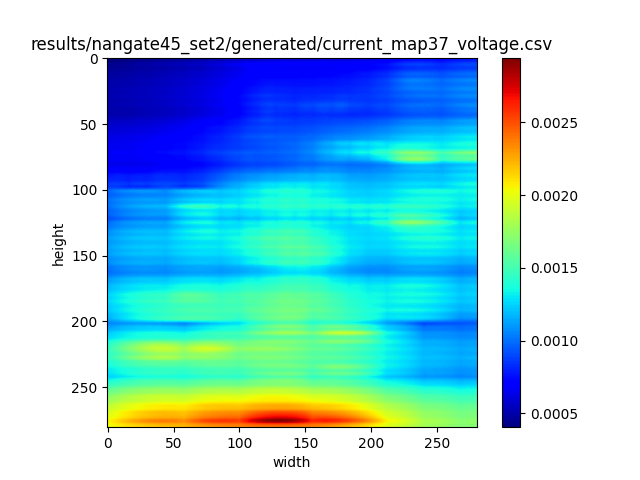 results/nangate45_set2/generated/current_map37_voltage.csv
height
0
50
100
150
200
250
0 50 100 150 200 250
width
0.0025
0.0020
0.0015
0.0010
0.0005